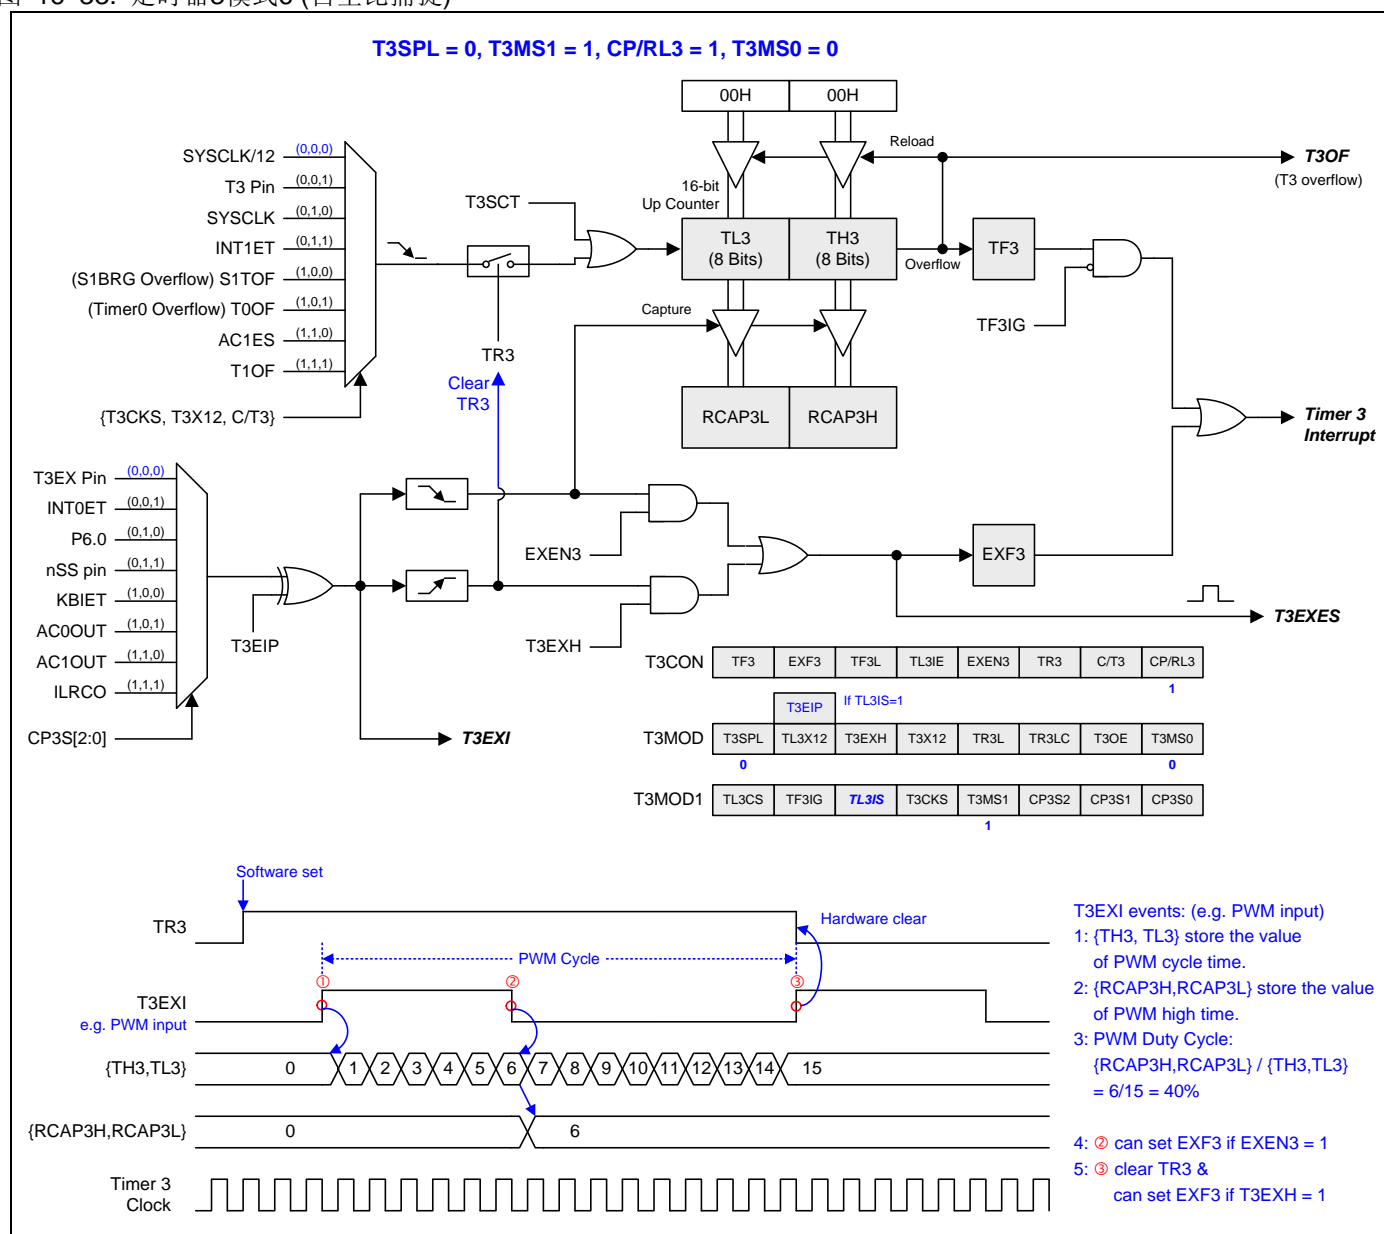 T3SPL = 0, T3MS1 = 1, CP/RL3 = 1, T3MS0 = 0
00H 00H
Reload
T3OF
(T3 overflow)
SYSCLK/12 (0,0,0)
T3 Pin (0,0,1)
SYSCLK (0,1,0)
INT1ET (0,1,1)
(S1BRG Overflow) S1TOF (1,0,0)
(Timer0 Overflow) T0OF (1,0,1)
AC1ES (1,1,0)
T1OF (1,1,1)
{T3CKS, T3X12, C/T3}
T3SCT
TR3
Clear
TR3
16-bit
Up Counter
TL3
(8 Bits)
TH3
(8 Bits)
Overflow
TF3
TF3IG
Capture
RCAP3L
RCAP3H
Timer 3
Interrupt
T3EX Pin (0,0,0)
INT0ET (0,0,1)
P6.0 (0,1,0)
nSS pin (0,1,1)
KBIET (1,0,0)
AC0OUT (1,0,1)
AC1OUT (1,1,0)
ILRCO (1,1,1)
CP3S[2:0]
T3EIP
EXEN3
T3EXH
EXF3
T3EXES
T3EXI
T3CON TF3 EXF3 TF3L TL3IE EXEN3 TR3 C/T3 CP/RL3
1
T3EIP If TL3IS=1
T3MOD T3SPL TL3X12 T3EXH T3X12 TR3L TR3LC T3OE T3MS0
0 0
T3MOD1 TL3CS TF3IG TL3IS T3CKS T3MS1 CP3S2 CP3S1 CP3S0
1
Software set
TR3
Hardware clear
PWM Cycle
① ② ③
T3EXI
e.g. PWM input
{TH3,TL3} 0 1 2 3 4 5 6 7 8 9 10 11 12 13 14 15
{RCAP3H,RCAP3L} 0 6
Timer 3
Clock
T3EXI events: (e.g. PWM input)
1: {TH3, TL3} store the value
of PWM cycle time.
2: {RCAP3H,RCAP3L} store the value
of PWM high time.
3: PWM Duty Cycle:
{RCAP3H,RCAP3L} / {TH3,TL3}
= 6/15 = 40%
4: ② can set EXF3 if EXEN3 = 1
5: ③ clear TR3 &
can set EXF3 if T3EXH = 1